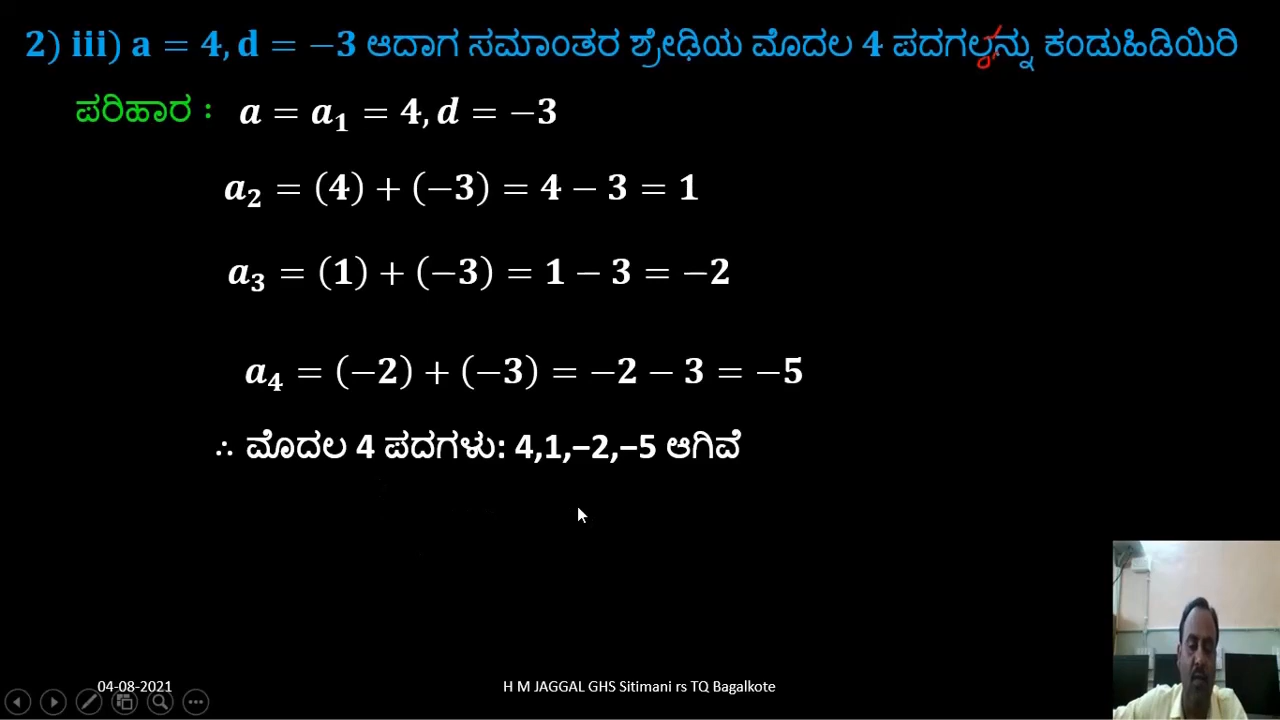 2) iii) a = 4, d = −3 ಆದಾಗ ಸಮಾಂತರ ಶ್ರೇಢಿಯ ಮೊದಲ 4 ಪದಗಲ್ಳನ್ನು ಕಂಡುಹಿಡಿಯಿರಿ
ಪರಿಹಾರ : a = a₁ = 4, d = −3
a₂ = (4) + (−3) = 4 − 3 = 1
a₃ = (1) + (−3) = 1 − 3 = −2
a₄ = (−2) + (−3) = −2 − 3 = −5
∴ ಮೊದಲ 4 ಪದಗಳು: 4,1,−2,−5 ಆಗಿವೆ
04-08-2021 H M JAGGAL GHS Sitimani rs TQ Bagalkote